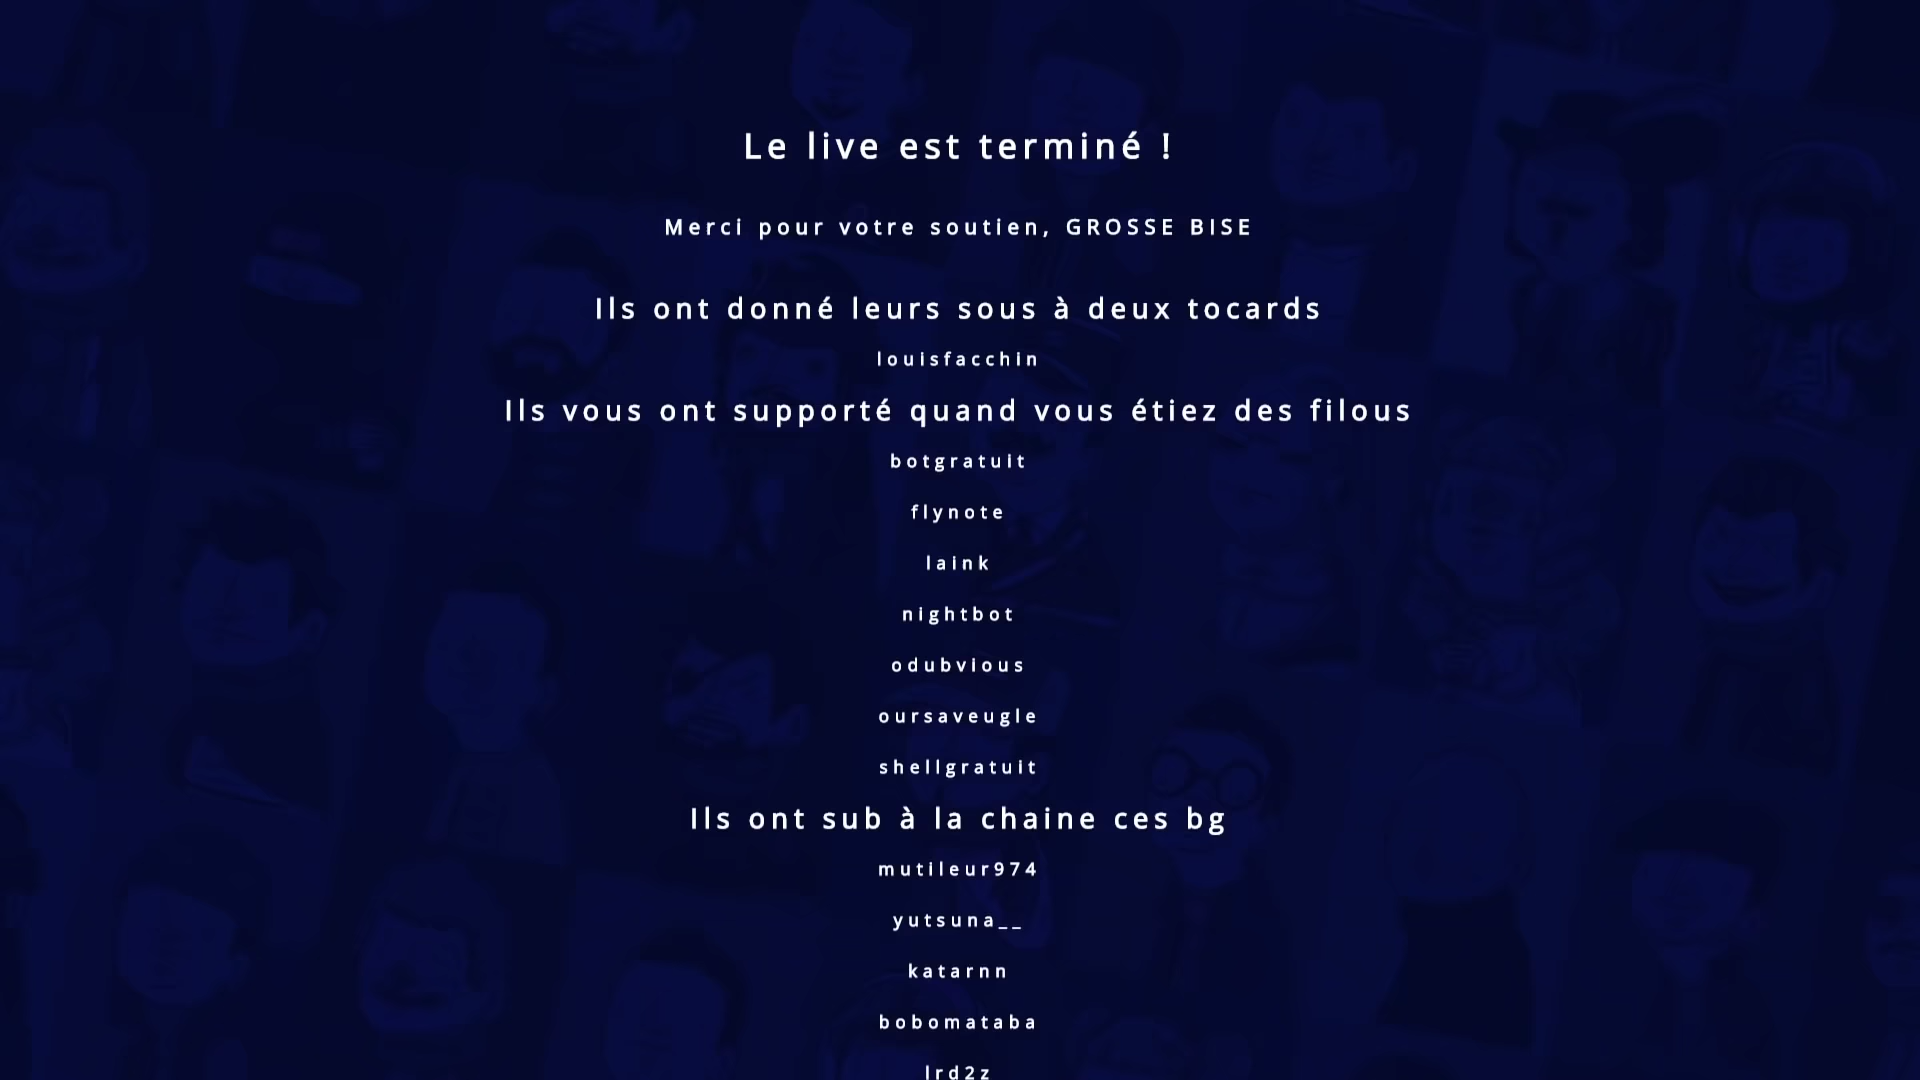 Le live est terminé !
Merci pour votre soutien, GROSSE BISE
Ils ont donné leurs sous à deux tocards
louisfacchin
Ils vous ont supporté quand vous étiez des filous
botgratuit
flynote
laink
nightbot
odubvious
oursaveugle
shellgratuit
Ils ont sub à la chaine ces bg
mutileur974
yutsuna__
katarnn
bobomataba
lrd2z